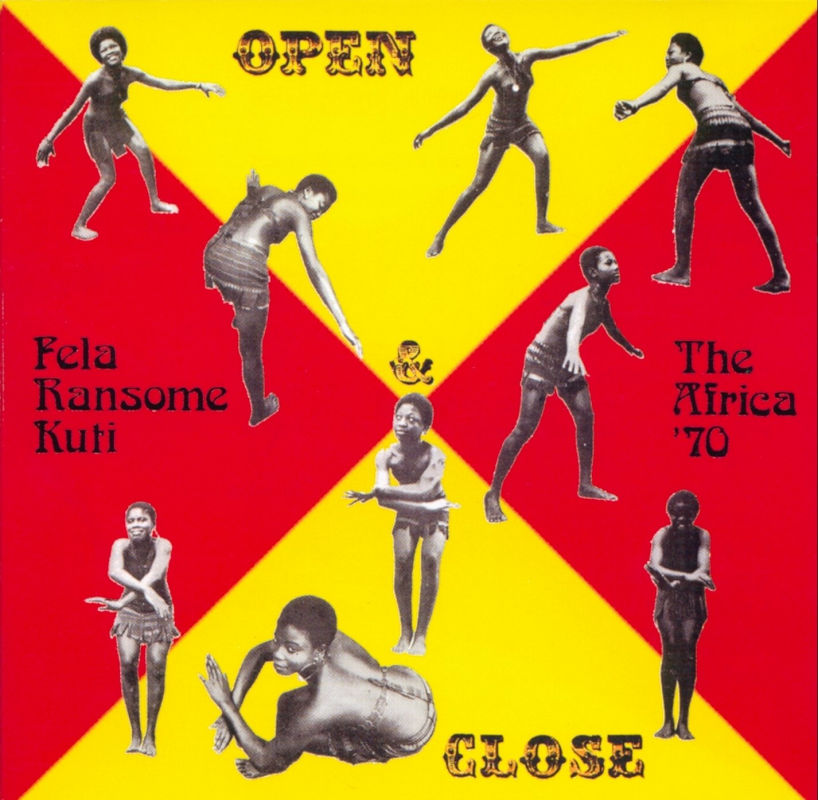 OPEN
&
Fela
Ransome
Kuti
The
Africa
'70
CLOSE